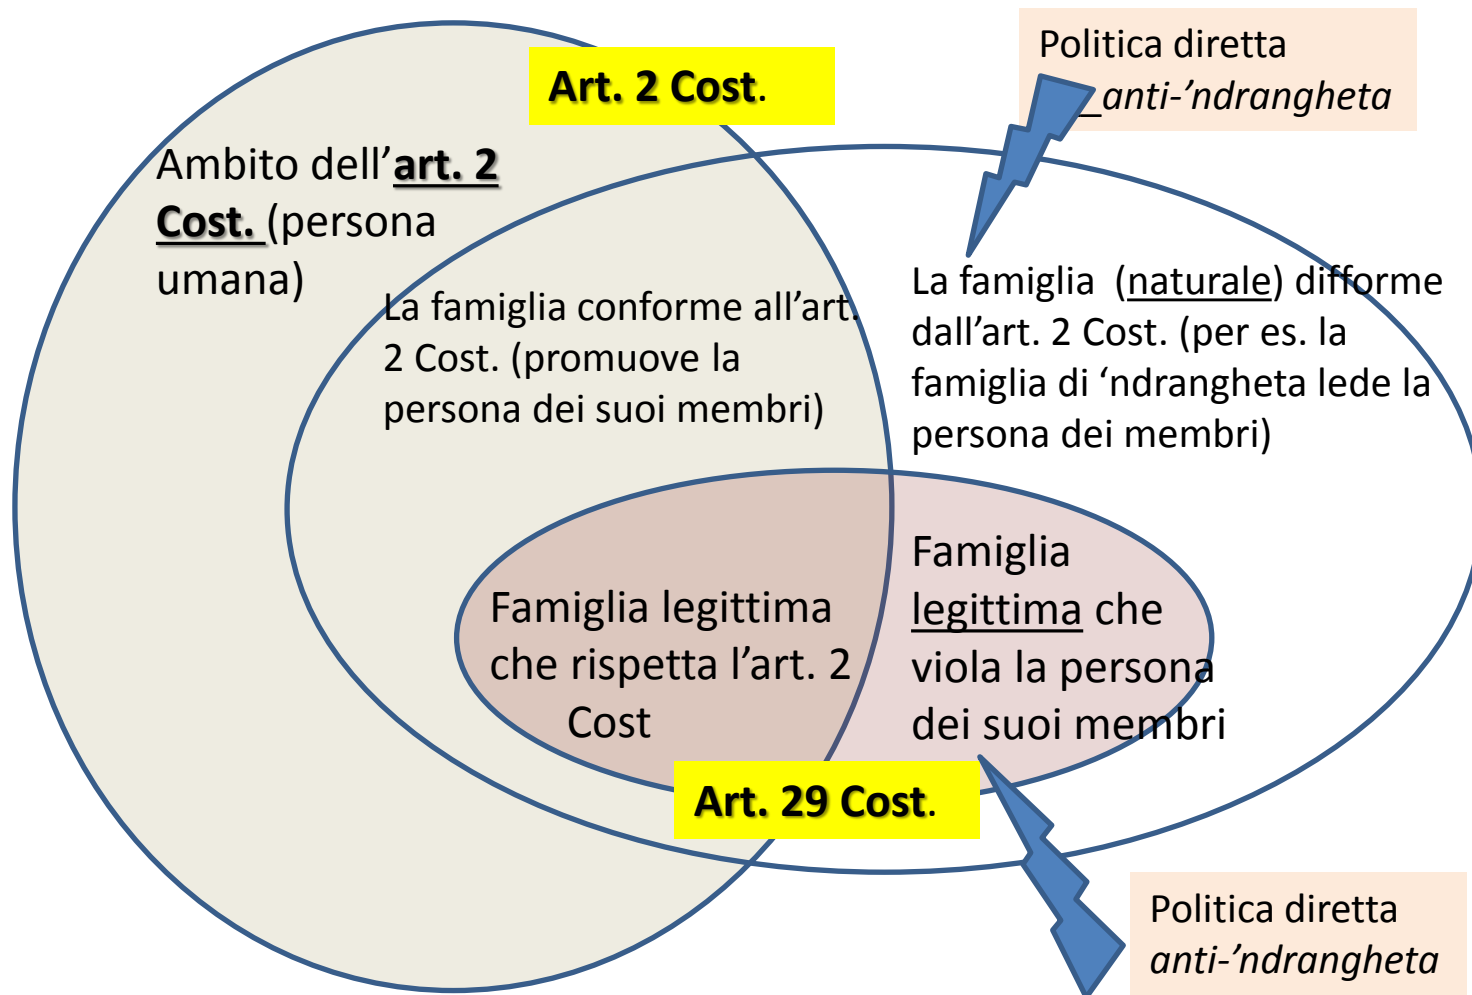 Art. 2 Cost.
Politica diretta
_anti-’ndrangheta
Ambito dell’art. 2
Cost. (persona
umana)
La famiglia conforme all’art.
2 Cost. (promuove la
persona dei suoi membri)
La famiglia (naturale) difforme
dall’art. 2 Cost. (per es. la
famiglia di ‘ndrangheta lede la
persona dei membri)
Famiglia legittima
che rispetta l’art. 2
Cost
Famiglia
legittima che
viola la persona
dei suoi membri
Art. 29 Cost.
Politica diretta
anti-’ndrangheta